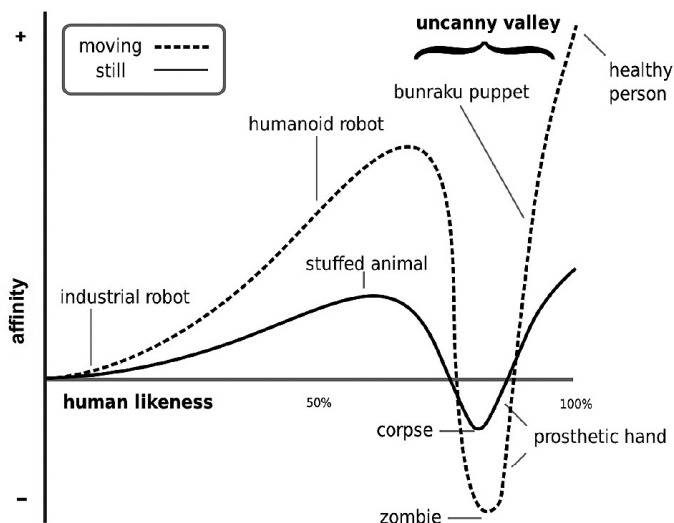 +
moving
still
uncanny valley
healthy
person
bunraku puppet
humanoid robot
stuffed animal
industrial robot
affinity
human likeness
50%
100%
corpse
prosthetic hand
–
zombie